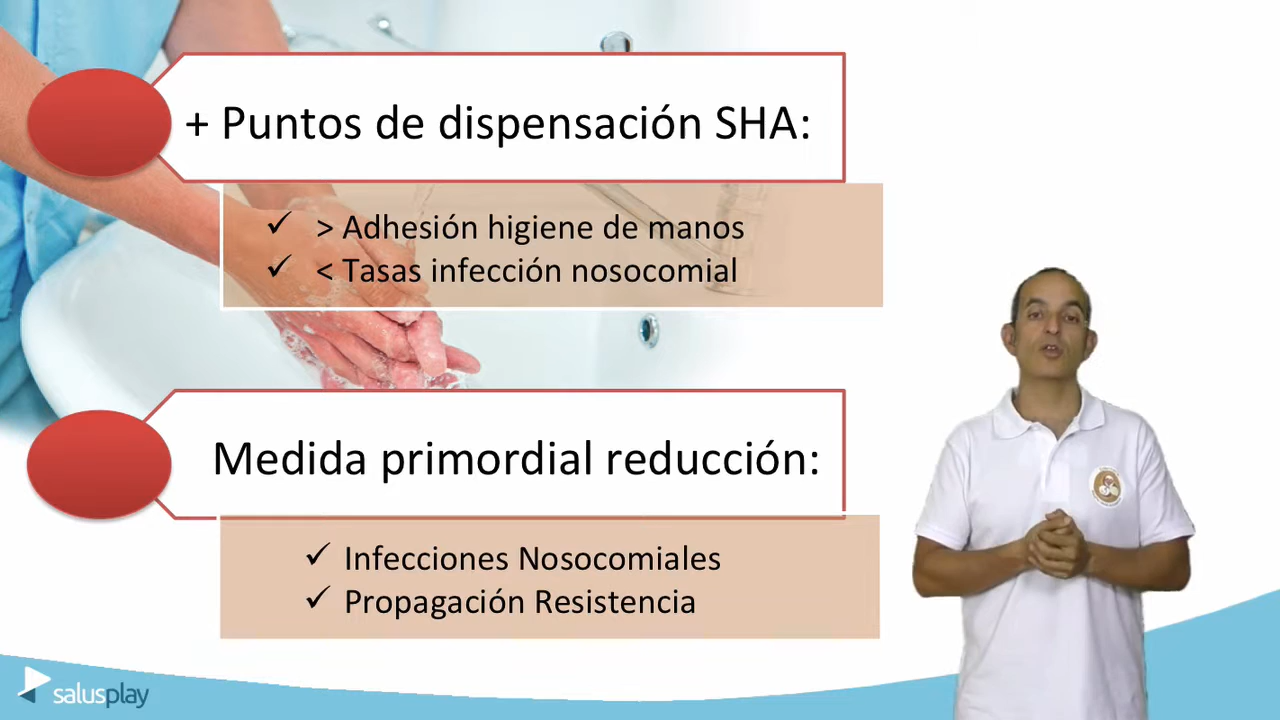 + Puntos de dispensación SHA:
✓ > Adhesión higiene de manos
✓ < Tasas infección nosocomial
Medida primordial reducción:
✓ Infecciones Nosocomiales
✓ Propagación Resistencia
salusplay